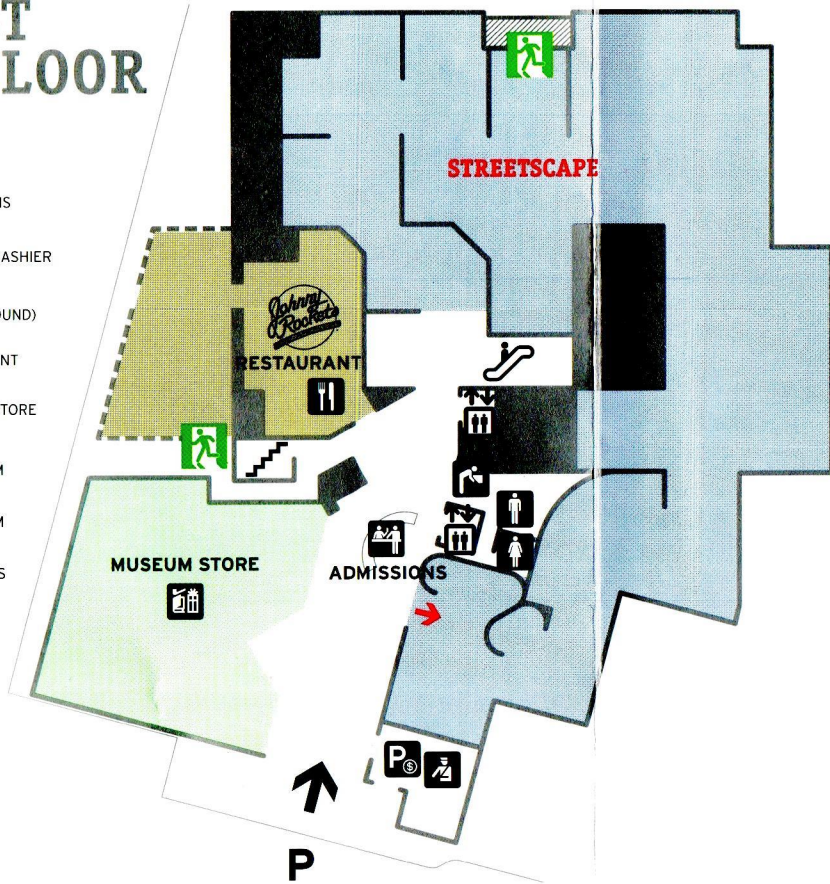 T
LOOR
IS
ASHIER
OUND)
NT
TORE
M
M
S
STREETSCAPE
Johnny
Rockets
RESTAURANT
MUSEUM STORE
ADMISSIONS
P$
P